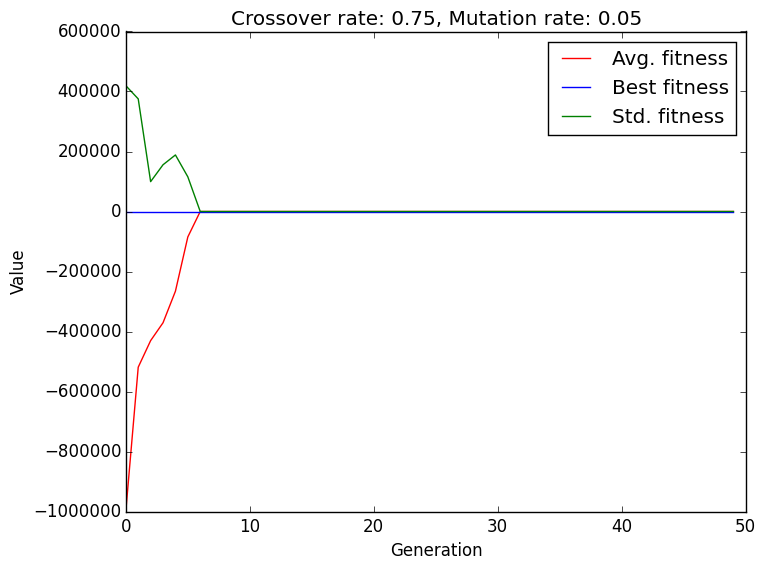 Crossover rate: 0.75, Mutation rate: 0.05
600000
400000
200000
0
−200000
−400000
−600000
−800000
−1000000
Value
Avg. fitness
Best fitness
Std. fitness
0 10 20 30 40 50
Generation